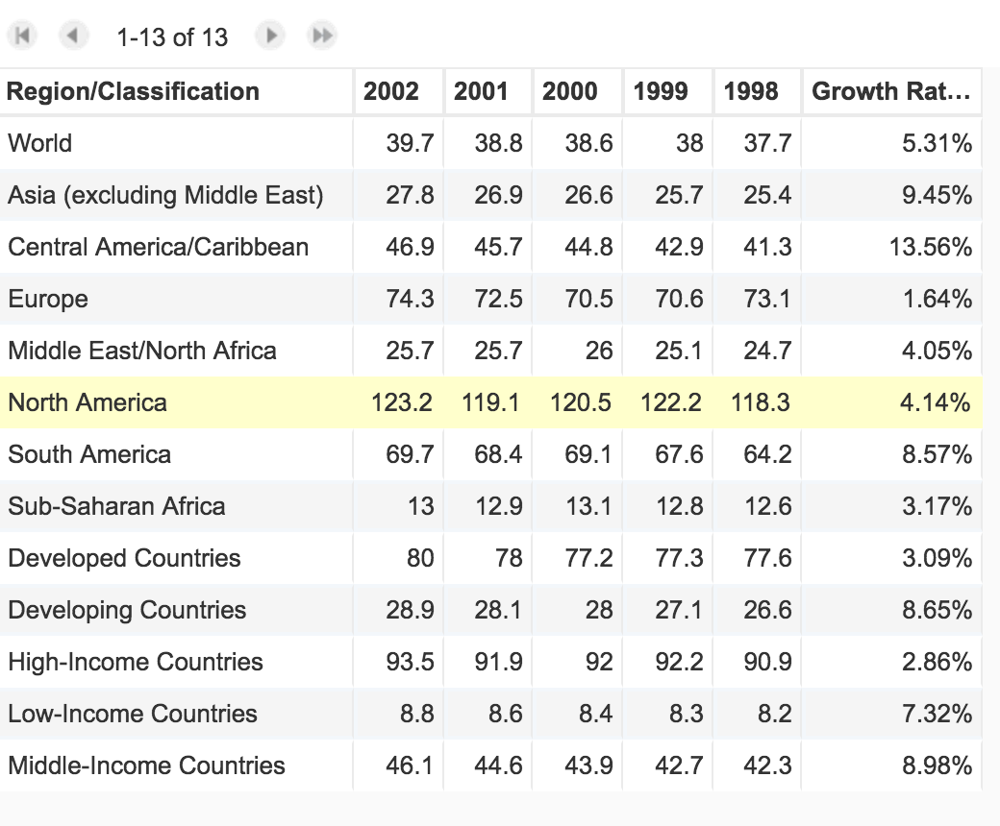 1-13 of 13
Region/Classification 2002 2001 2000 1999 1998 Growth Rat...
World 39.7 38.8 38.6 38 37.7 5.31%
Asia (excluding Middle East) 27.8 26.9 26.6 25.7 25.4 9.45%
Central America/Caribbean 46.9 45.7 44.8 42.9 41.3 13.56%
Europe 74.3 72.5 70.5 70.6 73.1 1.64%
Middle East/North Africa 25.7 25.7 26 25.1 24.7 4.05%
North America 123.2 119.1 120.5 122.2 118.3 4.14%
South America 69.7 68.4 69.1 67.6 64.2 8.57%
Sub-Saharan Africa 13 12.9 13.1 12.8 12.6 3.17%
Developed Countries 80 78 77.2 77.3 77.6 3.09%
Developing Countries 28.9 28.1 28 27.1 26.6 8.65%
High-Income Countries 93.5 91.9 92 92.2 90.9 2.86%
Low-Income Countries 8.8 8.6 8.4 8.3 8.2 7.32%
Middle-Income Countries 46.1 44.6 43.9 42.7 42.3 8.98%